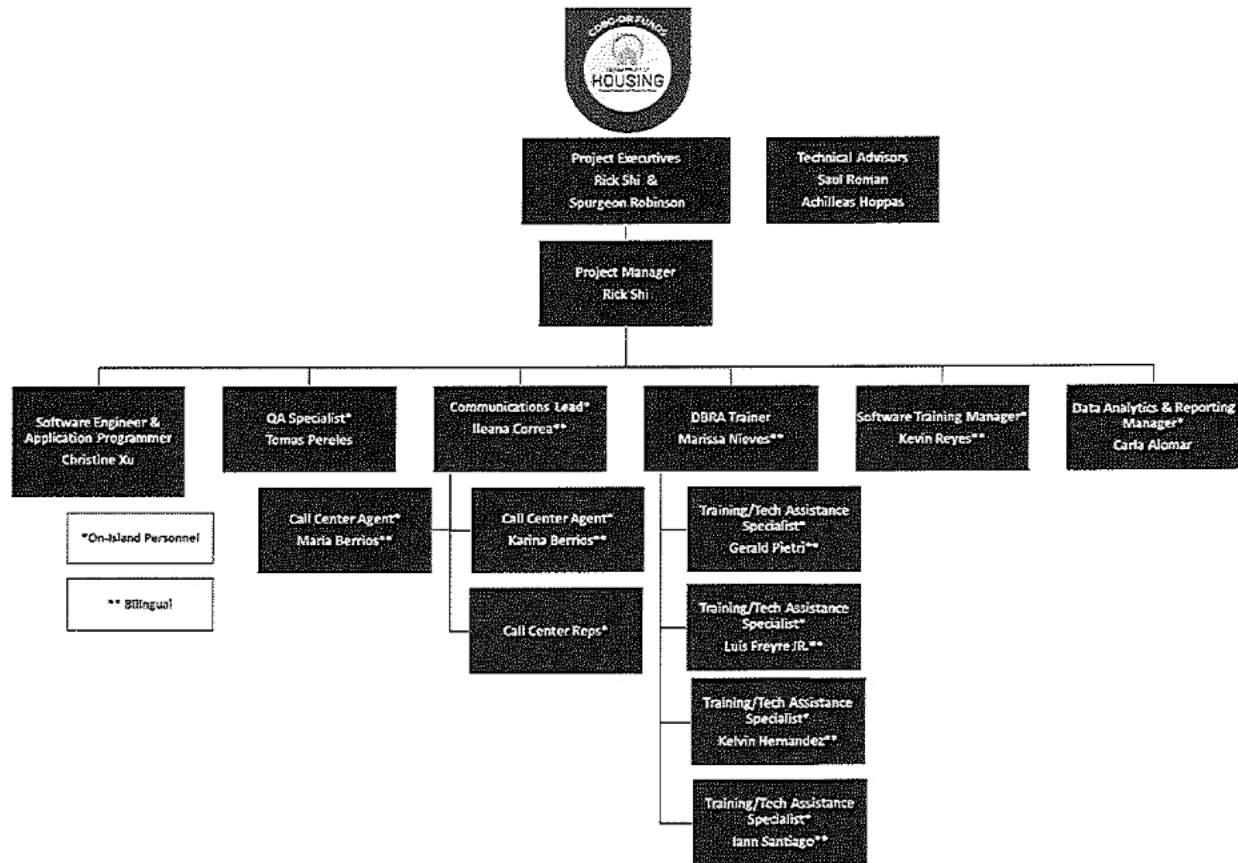 CDBG-DR FUNDS
HOUSING
Project Executives
Rick Shi &
Spurgeon Robinson
Technical Advisors
Saul Roman
Achilleas Hoppas
Project Manager
Rick Shi
Software Engineer &
Application Programmer
Christine Xu
QA Specialist*
Tomas Pereles
Communications Lead*
Ileana Correa**
DBRA Trainer
Marissa Nieves**
Software Training Manager*
Kevin Reyes**
Data Analytics & Reporting
Manager*
Carla Alomar
*On-Island Personnel
** Bilingual
Call Center Agent*
Maria Berrios**
Call Center Agent*
Karina Berrios**
Call Center Reps*
Training/Tech Assistance
Specialist*
Gerald Pietri**
Training/Tech Assistance
Specialist*
Luis Freyre JR.**
Training/Tech Assistance
Specialist*
Kelvin Hernandez**
Training/Tech Assistance
Specialist*
Iann Santiago**